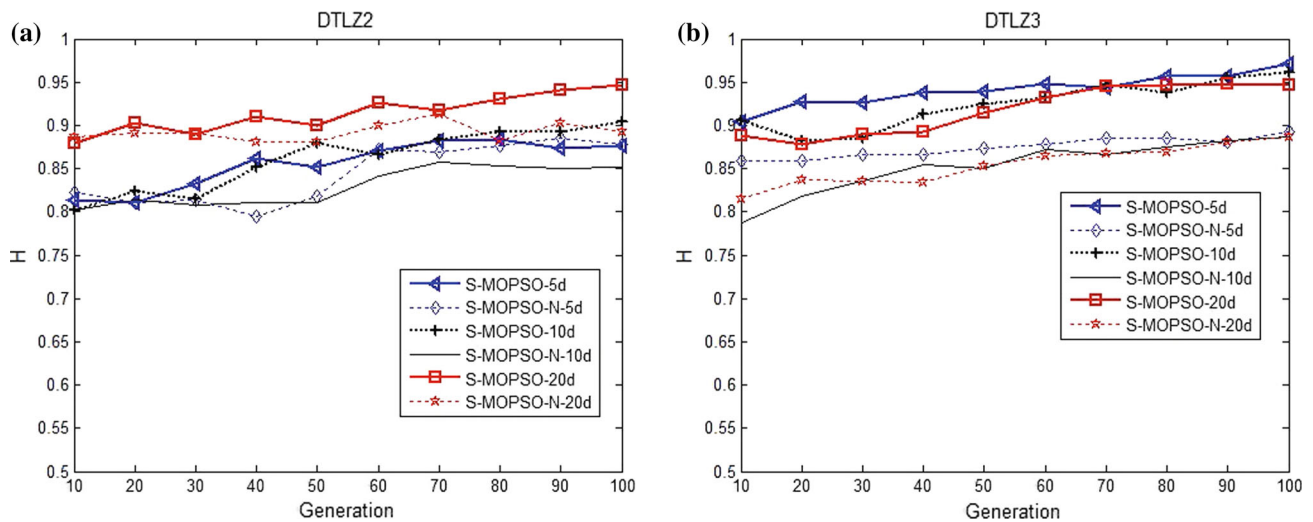 (a)
DTLZ2
1
0.95
0.9
0.85
0.8
0.75
0.7
0.65
0.6
0.55
0.5
H
S-MOPSO-5d
S-MOPSO-N-5d
S-MOPSO-10d
S-MOPSO-N-10d
S-MOPSO-20d
S-MOPSO-N-20d
10 20 30 40 50 60 70 80 90 100
Generation
(b)
DTLZ3
1
0.95
0.9
0.85
0.8
0.75
0.7
0.65
0.6
0.55
0.5
H
S-MOPSO-5d
S-MOPSO-N-5d
S-MOPSO-10d
S-MOPSO-N-10d
S-MOPSO-20d
S-MOPSO-N-20d
10 20 30 40 50 60 70 80 90 100
Generation